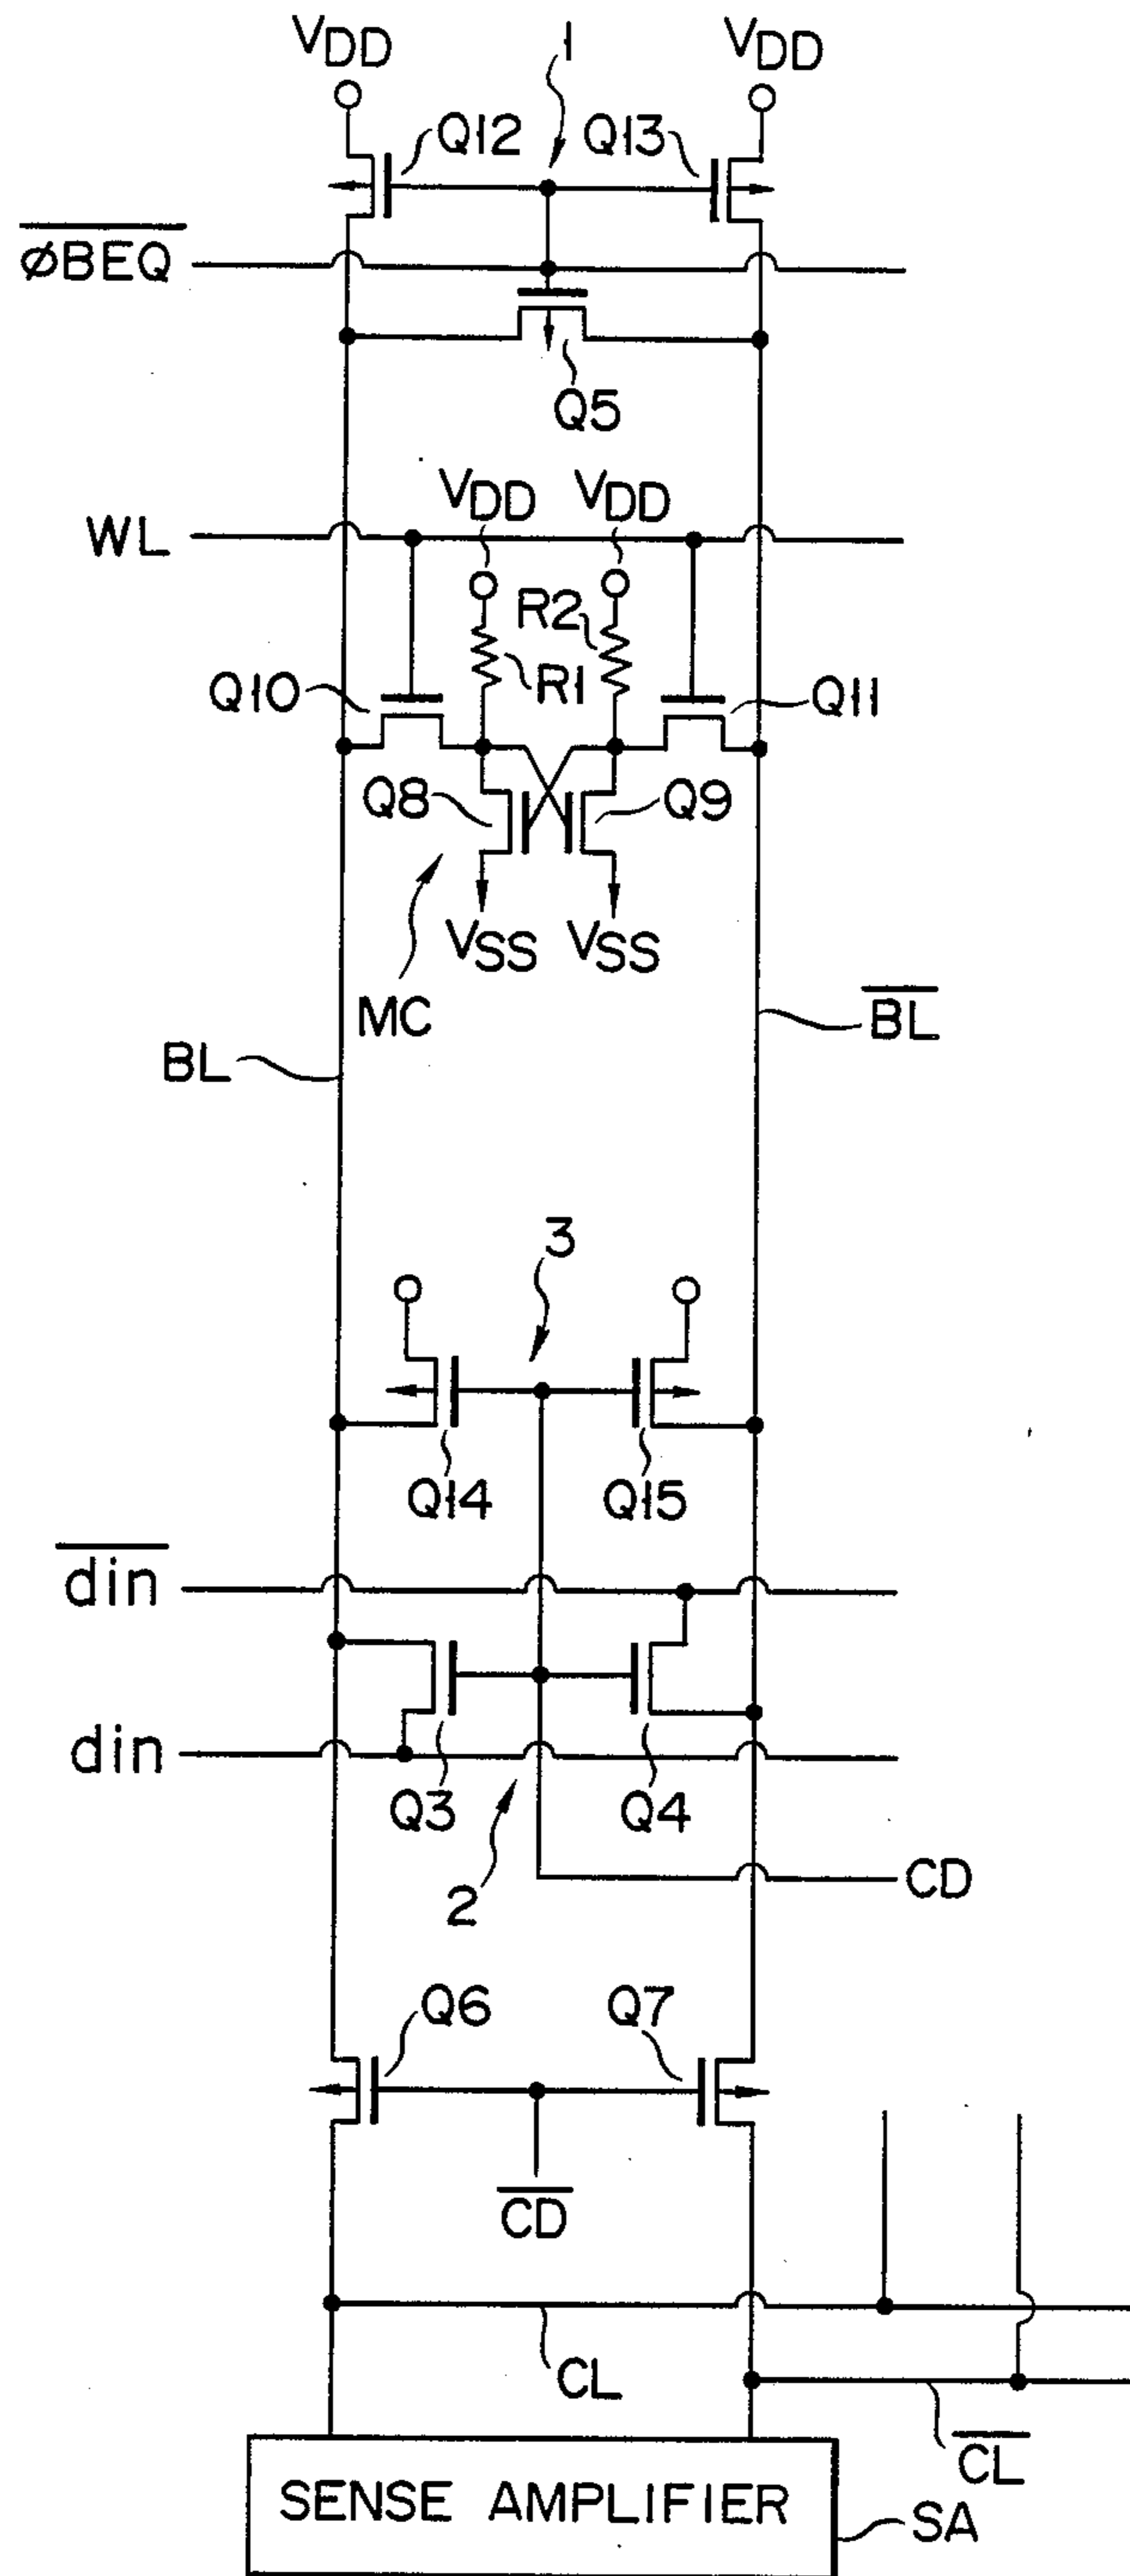 VDD
VDD
1
Q12
Q13
φBEQ
Q5
VDD
VDD
WL
R2
R1
Q10
Q11
Q8
Q9
VSS
VSS
MC
BL
BL
3
Q14
Q15
din
din
Q3
Q4
2
CD
Q6
Q7
CD
CL
CL
SENSE AMPLIFIER
SA